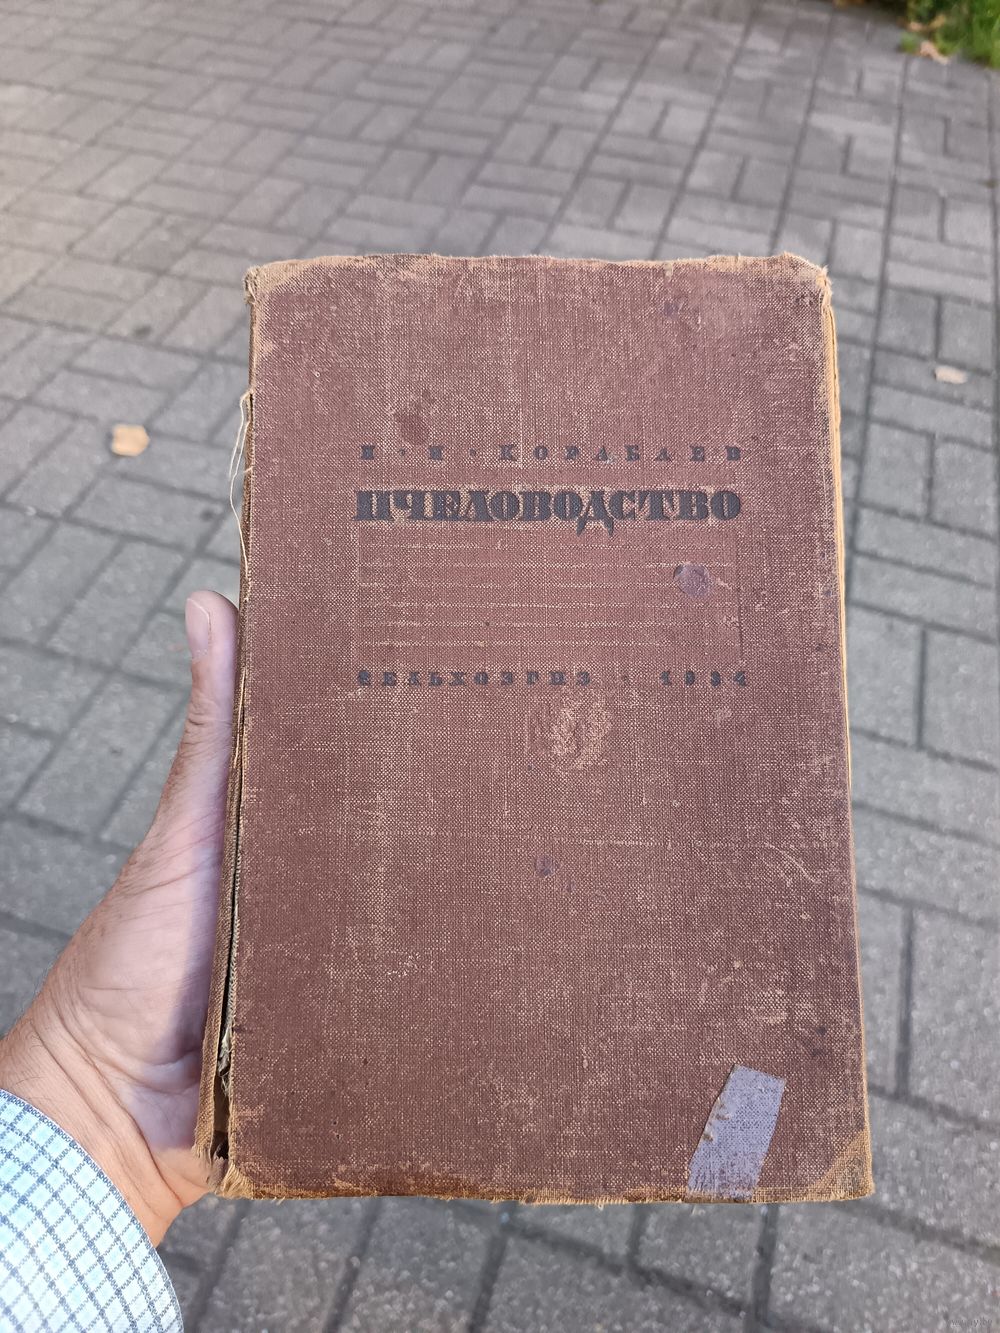 И · И · КОРАБЛЕВ
ПЧЕЛОВОДСТВО
СЕЛЬХОЗГИЗ · 1934